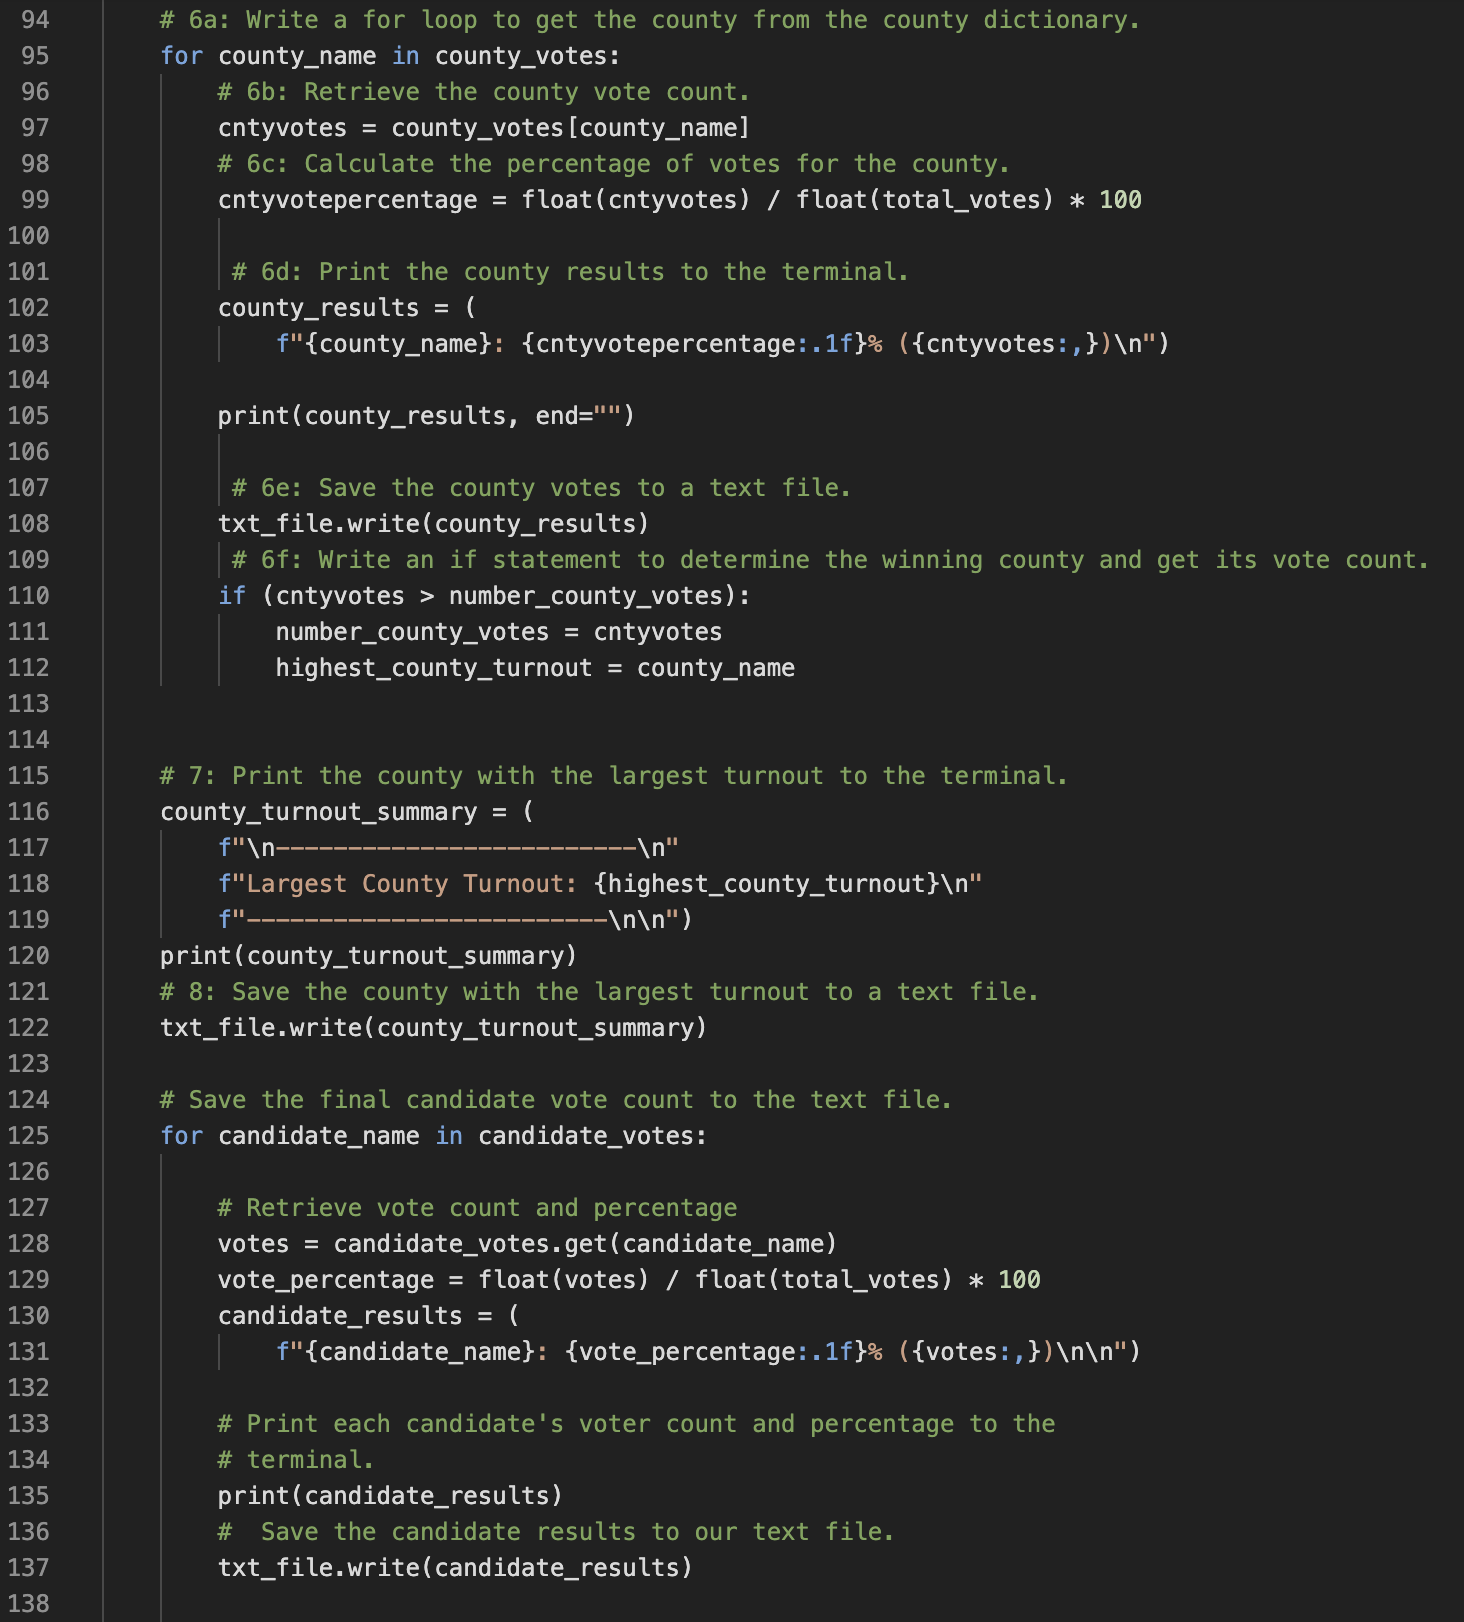 94 # 6a: Write a for loop to get the county from the county dictionary.
95 for county_name in county_votes:
96 # 6b: Retrieve the county vote count.
97 cntyvotes = county_votes[county_name]
98 # 6c: Calculate the percentage of votes for the county.
99 cntyvotepercentage = float(cntyvotes) / float(total_votes) * 100
100
101 # 6d: Print the county results to the terminal.
102 county_results = (
103 f"{county_name}: {cntyvotepercentage:.1f}% ({cntyvotes:,})\n")
104
105 print(county_results, end="")
106
107 # 6e: Save the county votes to a text file.
108 txt_file.write(county_results)
109 # 6f: Write an if statement to determine the winning county and get its vote count.
110 if (cntyvotes > number_county_votes):
111 number_county_votes = cntyvotes
112 highest_county_turnout = county_name
113
114
115 # 7: Print the county with the largest turnout to the terminal.
116 county_turnout_summary = (
117 f"\n-------------------------\n"
118 f"Largest County Turnout: {highest_county_turnout}\n"
119 f"-------------------------\n\n")
120 print(county_turnout_summary)
121 # 8: Save the county with the largest turnout to a text file.
122 txt_file.write(county_turnout_summary)
123
124 # Save the final candidate vote count to the text file.
125 for candidate_name in candidate_votes:
126
127 # Retrieve vote count and percentage
128 votes = candidate_votes.get(candidate_name)
129 vote_percentage = float(votes) / float(total_votes) * 100
130 candidate_results = (
131 f"{candidate_name}: {vote_percentage:.1f}% ({votes:,})\n\n")
132
133 # Print each candidate's voter count and percentage to the
134 # terminal.
135 print(candidate_results)
136 #  Save the candidate results to our text file.
137 txt_file.write(candidate_results)
138